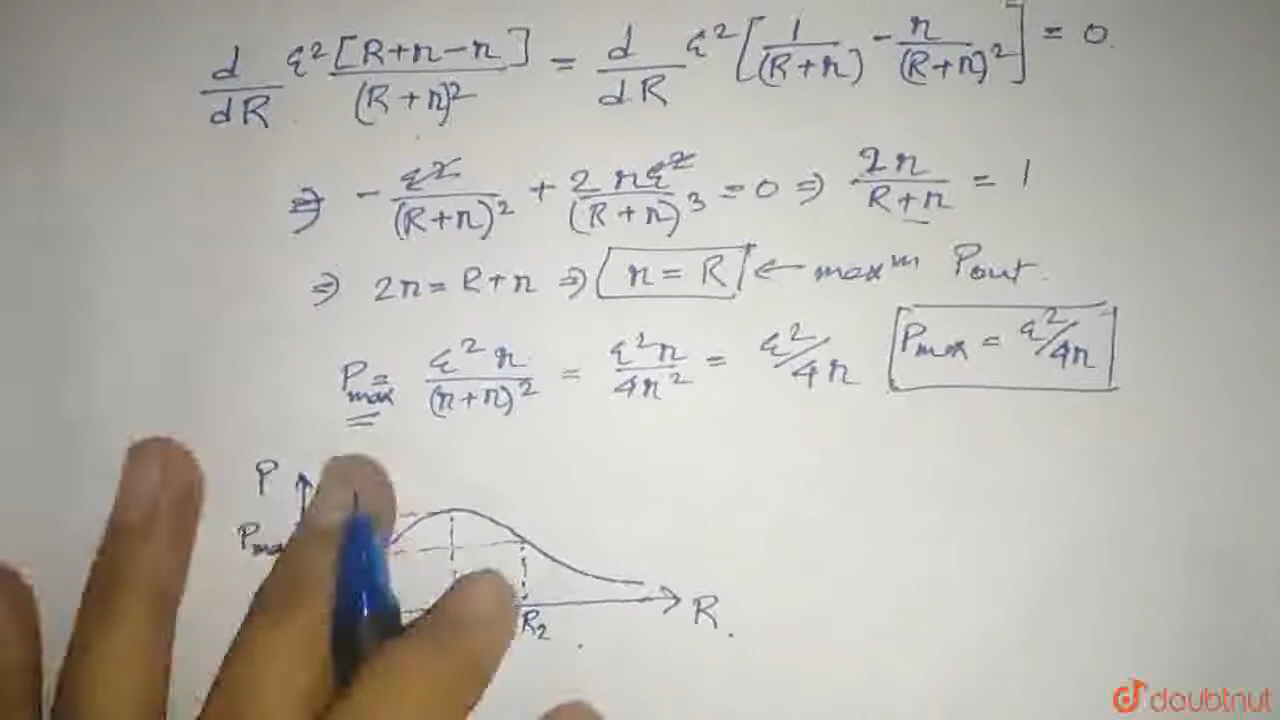 d/dR ε² [R+r-r]/(R+r)² = d/dR ε² [1/(R+r) - r/(R+r)²] = 0
⇒ - ε²/(R+r)² + 2rε²/(R+r)³ = 0 ⇒ 2r/(R+r) = 1
⇒ 2r = R+r ⇒ r = R ← maxᵐ Pout.
Pmax = ε²r/(r+r)² = ε²r/4r² = ε²/4r Pmax = ε²/4r
P
Pmax
R₂ R.
doubtnut